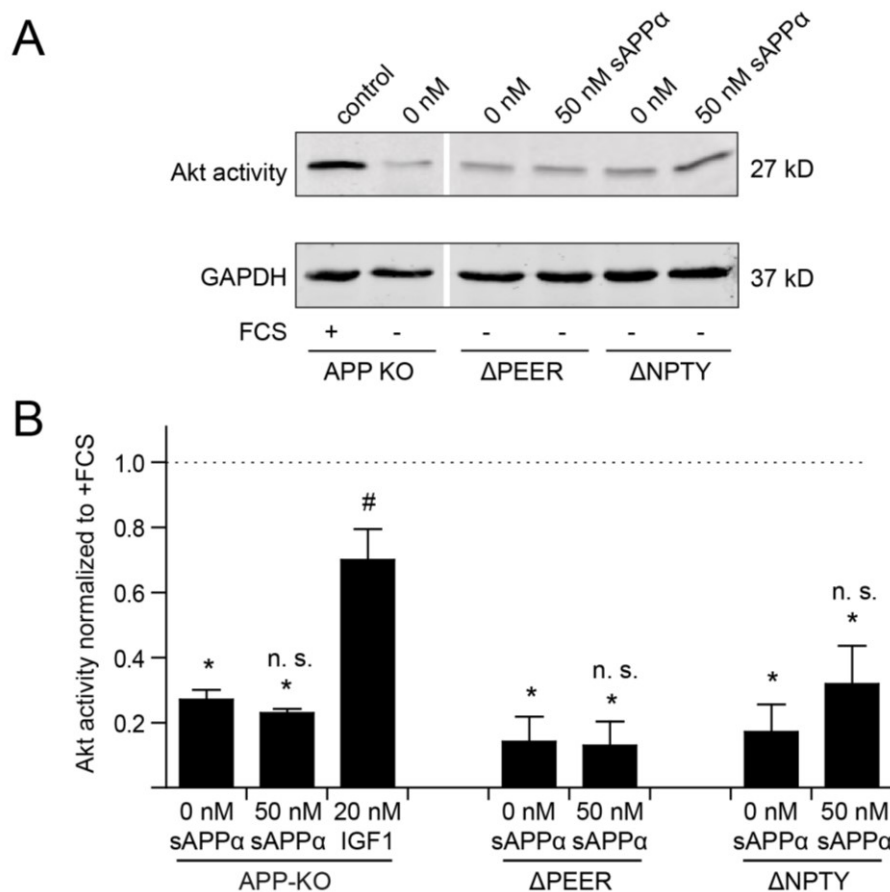 A
control
0 nM
0 nM
50 nM sAPPα
0 nM
50 nM sAPPα
Akt activity
27 kD
GAPDH
37 kD
FCS + - - - - -
APP KO ΔPEER ΔNPTY
B
Akt activity normalized to +FCS
1.0
0.8
0.6
0.4
0.2
* n. s. * # * n. s. * * n. s. *
0 nM 50 nM 20 nM 0 nM 50 nM 0 nM 50 nM
sAPPα sAPPα IGF1 sAPPα sAPPα sAPPα sAPPα
APP-KO ΔPEER ΔNPTY